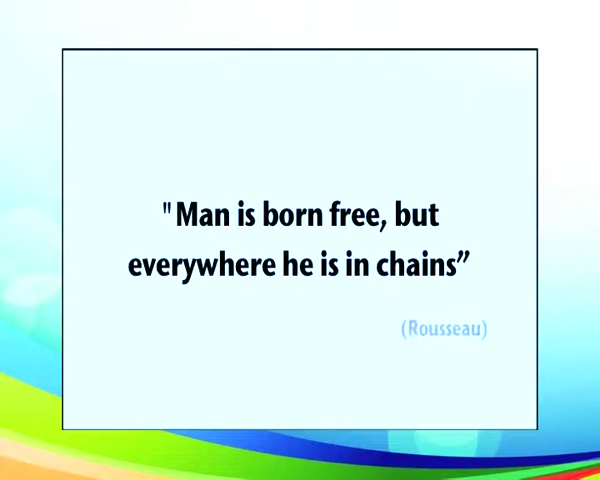 "Man is born free, but
everywhere he is in chains”
(Rousseau)